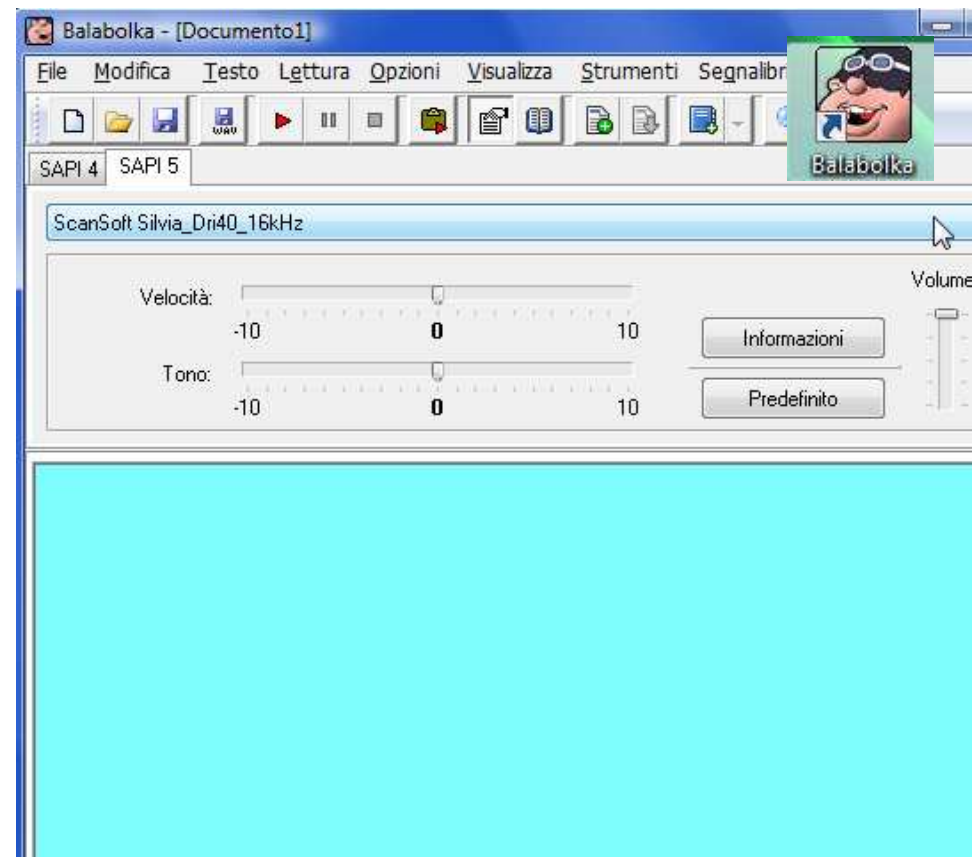 Balabolka - [Documento1]
File Modifica Testo Lettura Opzioni Visualizza Strumenti Segnalibr
WAV
Balabolka
SAPI 4 SAPI 5
ScanSoft Silvia_Dri40_16kHz
Volume
Velocità:
-10 0 10
Informazioni
Tono:
-10 0 10
Predefinito